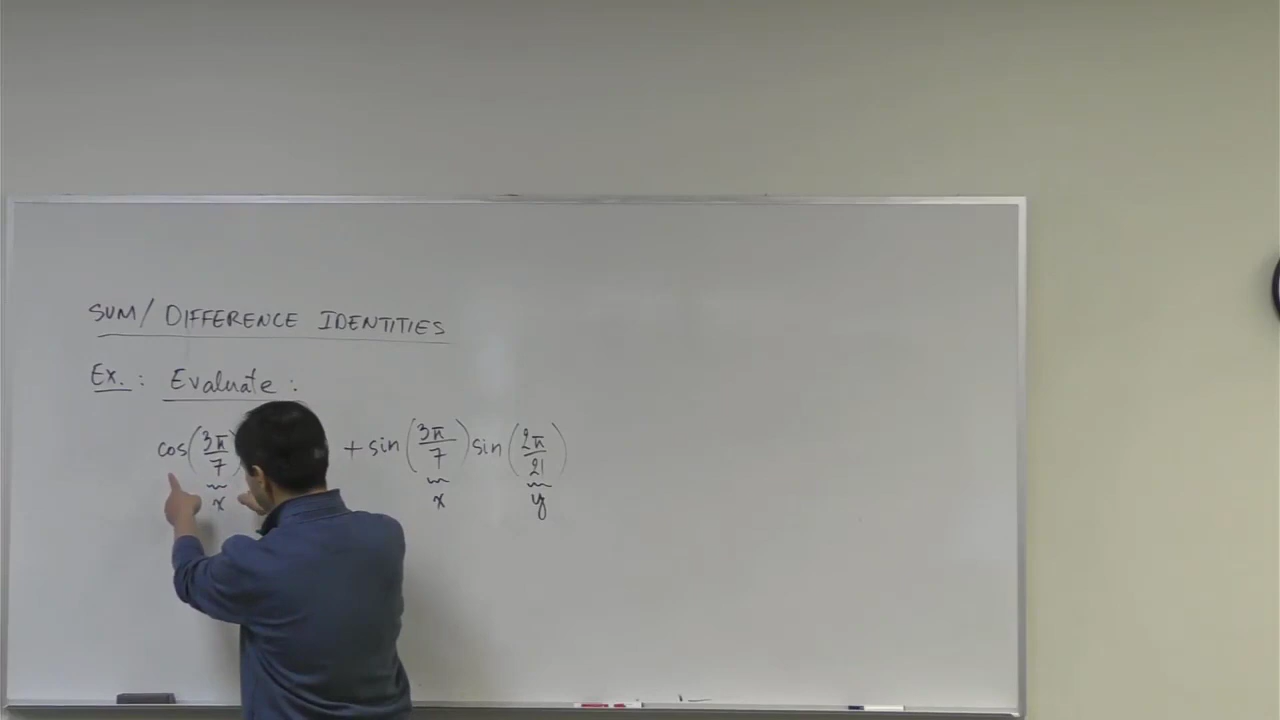 SUM/DIFFERENCE IDENTITIES
Ex.: Evaluate:
cos(3π/7) + sin(3π/7) sin(2π/21)
x x y